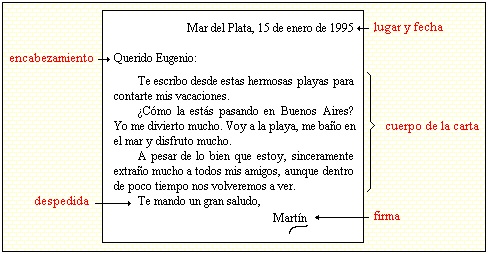 Mar del Plata, 15 de enero de 1995 lugar y fecha
encabezamiento Querido Eugenio:
Te escribo desde estas hermosas playas para
contarte mis vacaciones.
¿Cómo la estás pasando en Buenos Aires?
Yo me divierto mucho. Voy a la playa, me baño en
el mar y disfruto mucho.
cuerpo de la carta
A pesar de lo bien que estoy, sinceramente
extraño mucho a todos mis amigos, aunque dentro
de poco tiempo nos volveremos a ver.
despedida Te mando un gran saludo,
Martín firma